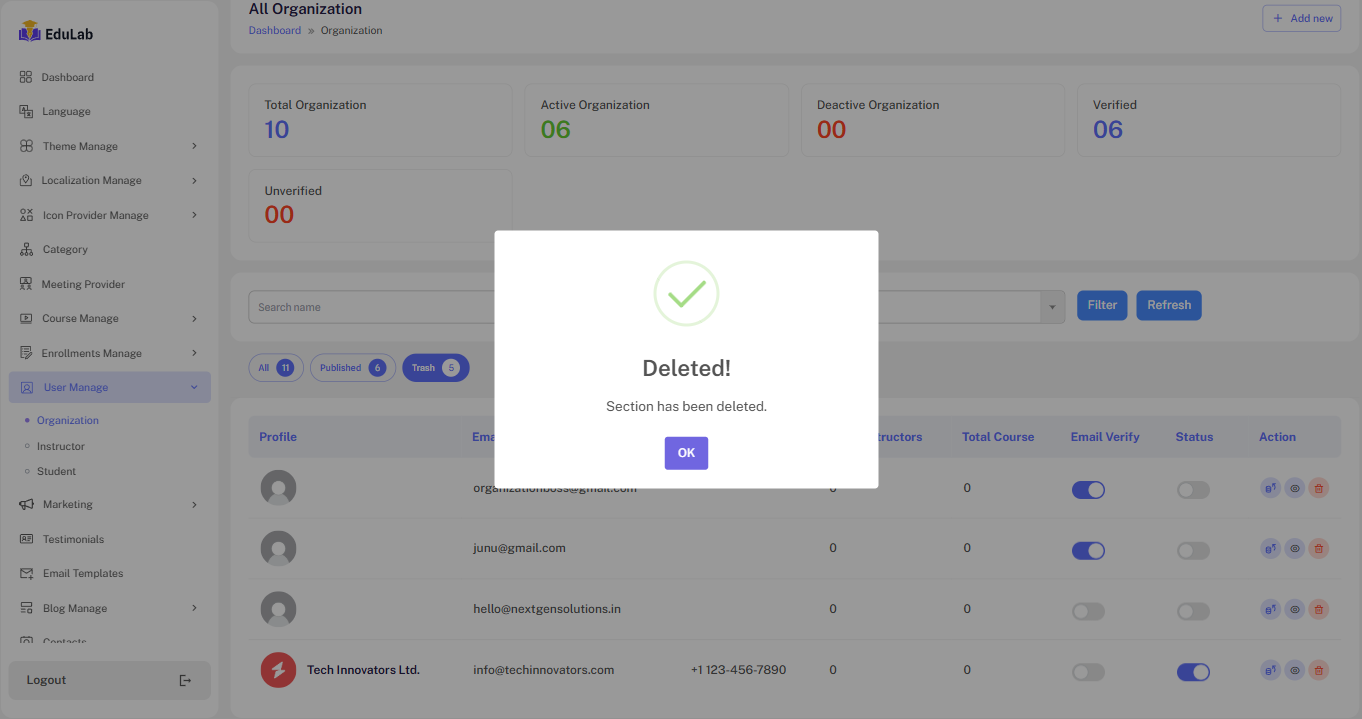 EduLab
Dashboard
Language
Theme Manage
Localization Manage
Icon Provider Manage
Category
Meeting Provider
Course Manage
Enrollments Manage
User Manage
Organization
Instructor
Student
Marketing
Testimonials
Email Templates
Blog Manage
Contacts
Logout
All Organization
Dashboard » Organization
+ Add new
Total Organization
10
Active Organization
06
Deactive Organization
00
Verified
06
Unverified
00
Search name
Filter
Refresh
All 11
Published 6
Trash 5
Deleted!
Section has been deleted.
OK
Profile Ema tructors Total Course Email Verify Status Action
organizationboss@gmail.com 0 0
junu@gmail.com 0 0
hello@nextgensolutions.in 0 0
Tech Innovators Ltd. info@techinnovators.com +1 123-456-7890 0 0